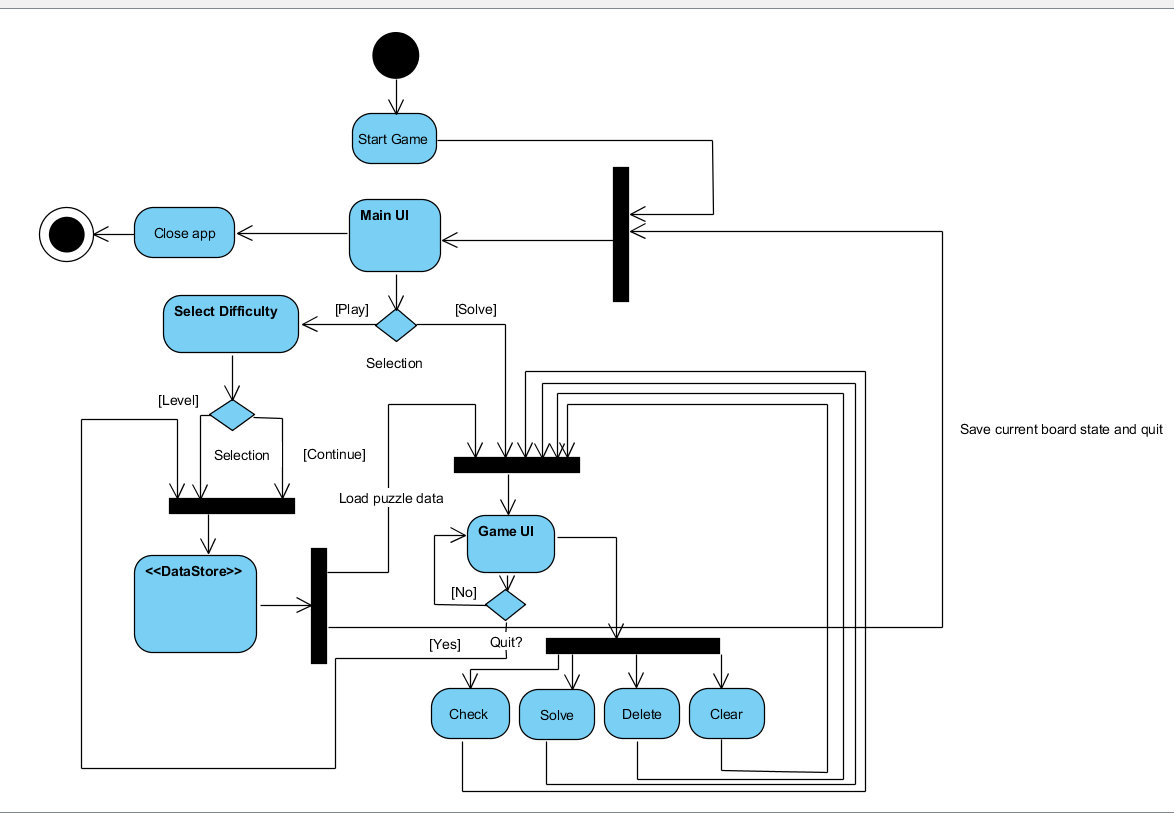 Start Game
Main UI
Close app
Select Difficulty
[Play]
[Solve]
Selection
[Level]
Selection
[Continue]
Save current board state and quit
Load puzzle data
Game UI
<<DataStore>>
[No]
[Yes]
Quit?
Check
Solve
Delete
Clear